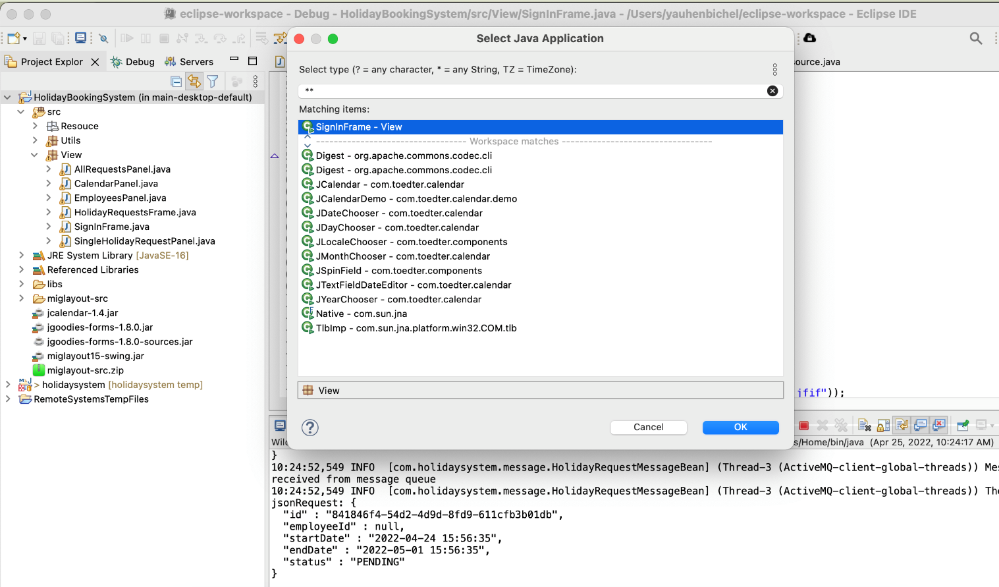 eclipse-workspace - Debug - HolidayBookingSystem/src/View/SignInFrame.java - /Users/yauhenbichel/eclipse-workspace - Eclipse IDE
Select Java Application
Project Explor
Debug
Servers
ource.java
Select type (? = any character, * = any String, TZ = TimeZone):
**
Matching items:
SignInFrame - View
---------------------------------- Workspace matches ----------------------------------
Digest - org.apache.commons.codec.cli
Digest - org.apache.commons.codec.cli
JCalendar - com.toedter.calendar
JCalendarDemo - com.toedter.calendar.demo
JDateChooser - com.toedter.calendar
JDayChooser - com.toedter.calendar
JLocaleChooser - com.toedter.components
JMonthChooser - com.toedter.calendar
JSpinField - com.toedter.components
JTextFieldDateEditor - com.toedter.calendar
JYearChooser - com.toedter.calendar
Native - com.sun.jna
TlbImp - com.sun.jna.platform.win32.COM.tlb
View
Cancel
OK
HolidayBookingSystem (in main-desktop-default)
src
Resouce
Utils
View
AllRequestsPanel.java
CalendarPanel.java
EmployeesPanel.java
HolidayRequestsFrame.java
SignInFrame.java
SingleHolidayRequestPanel.java
JRE System Library [JavaSE-16]
Referenced Libraries
libs
miglayout-src
jcalendar-1.4.jar
jgoodies-forms-1.8.0.jar
jgoodies-forms-1.8.0-sources.jar
miglayout15-swing.jar
miglayout-src.zip
> holidaysystem [holidaysystem temp]
RemoteSystemsTempFiles
jfif"));
Wil
s/Home/bin/java (Apr 25, 2022, 10:24:17 AM)
}
10:24:52,549 INFO  [com.holidaysystem.message.HolidayRequestMessageBean] (Thread-3 (ActiveMQ-client-global-threads)) Mes
received from message queue
10:24:52,549 INFO  [com.holidaysystem.message.HolidayRequestMessageBean] (Thread-3 (ActiveMQ-client-global-threads)) The
jsonRequest: {
"id" : "841846f4-54d2-4d9d-8fd9-611cfb3b01db",
"employeeId" : null,
"startDate" : "2022-04-24 15:56:35",
"endDate" : "2022-05-01 15:56:35",
"status" : "PENDING"
}